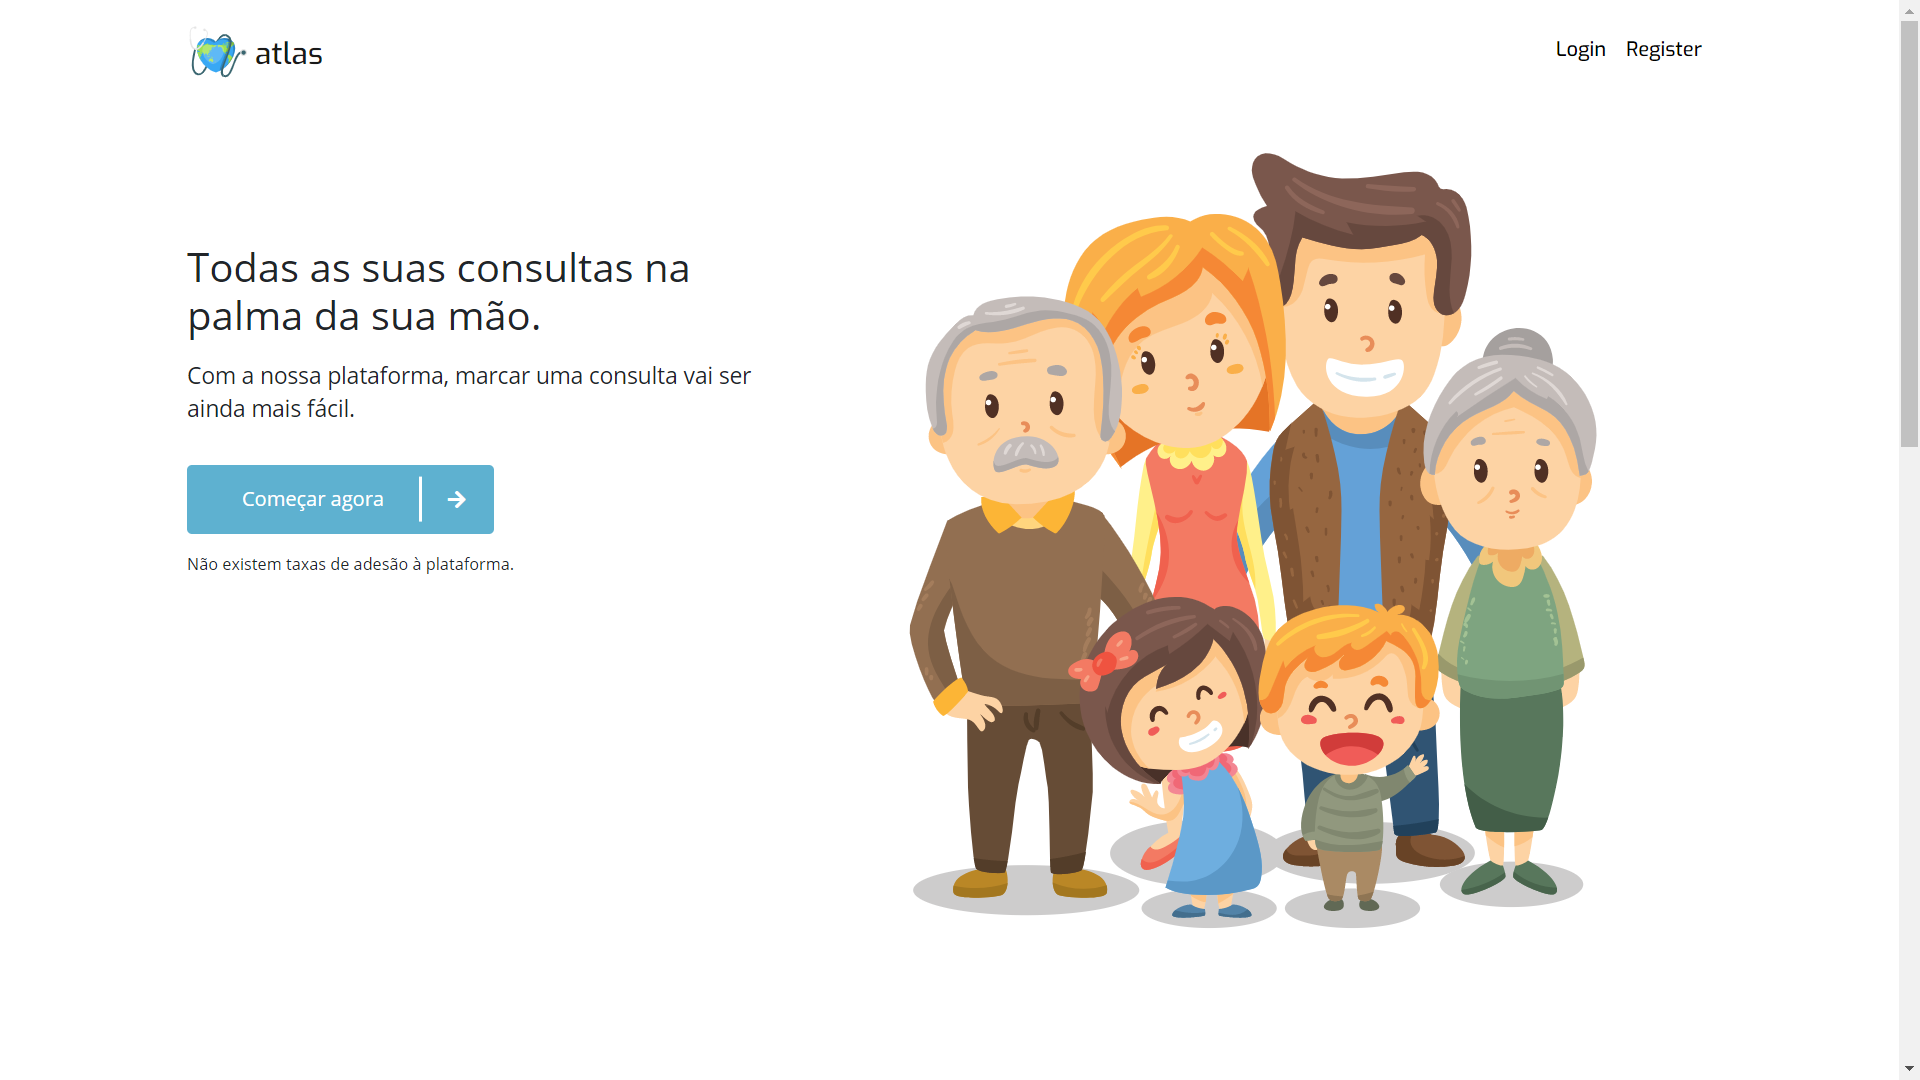 atlas
Login Register
Todas as suas consultas na
palma da sua mão.
Com a nossa plataforma, marcar uma consulta vai ser
ainda mais fácil.
Começar agora
Não existem taxas de adesão à plataforma.